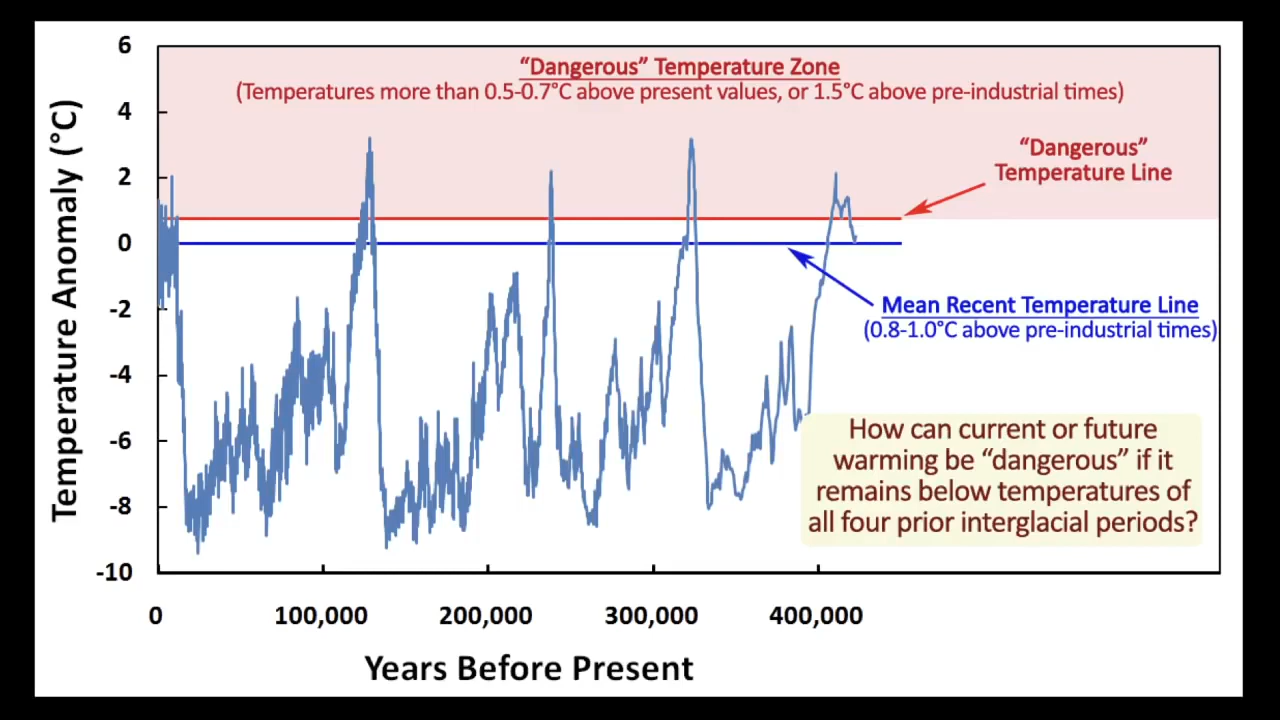 “Dangerous” Temperature Zone
(Temperatures more than 0.5-0.7°C above present values, or 1.5°C above pre-industrial times)
“Dangerous”
Temperature Line
Mean Recent Temperature Line
(0.8-1.0°C above pre-industrial times)
How can current or future
warming be “dangerous” if it
remains below temperatures of
all four prior interglacial periods?
Temperature Anomaly (°C)
6
4
2
0
-2
-4
-6
-8
-10
0
100,000
200,000
300,000
400,000
Years Before Present